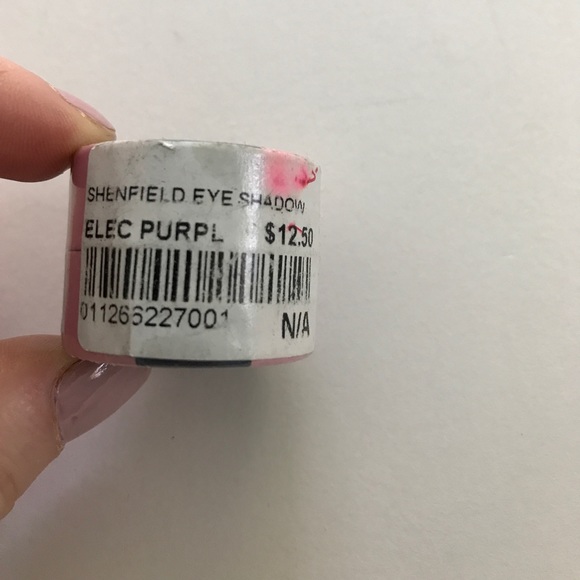 SHENFIELD EYE SHADOW
ELEC PURPL $12.50
011266227001 N/A